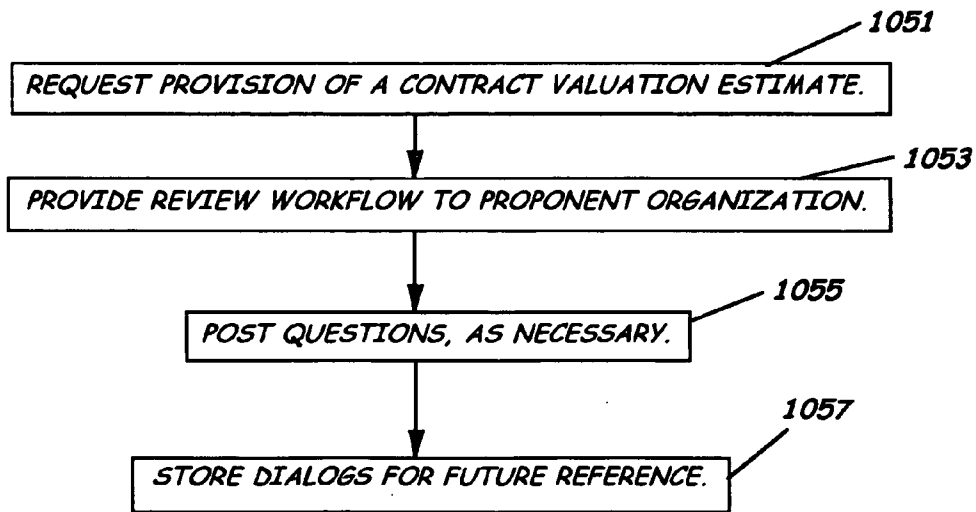 1051
REQUEST PROVISION OF A CONTRACT VALUATION ESTIMATE.
1053
PROVIDE REVIEW WORKFLOW TO PROPONENT ORGANIZATION.
1055
POST QUESTIONS, AS NECESSARY.
1057
STORE DIALOGS FOR FUTURE REFERENCE.